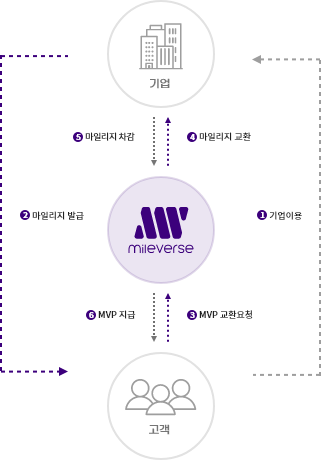 기업
❺ 마일리지 차감
❹ 마일리지 교환
❷ 마일리지 발급
mileverse
❶ 기업이용
❻ MVP 지급
❸ MVP 교환요청
고객